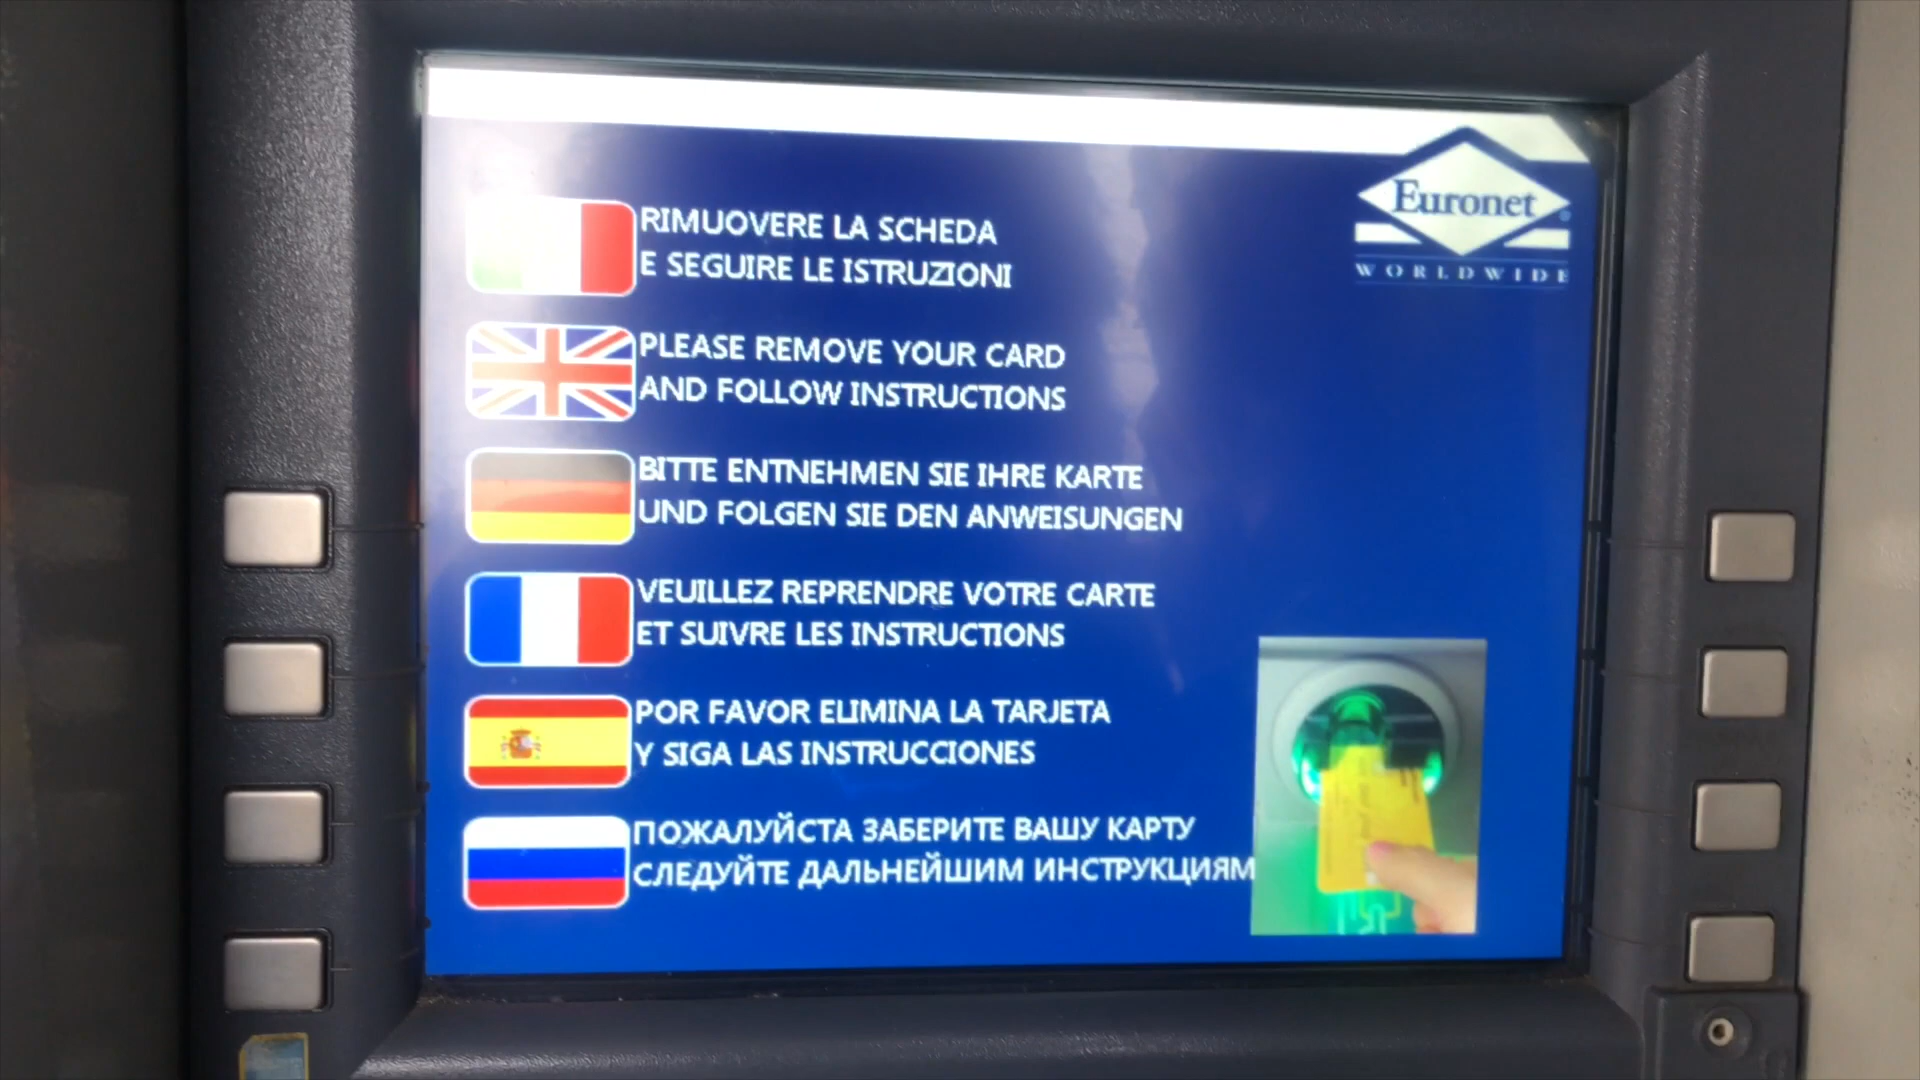 Euronet
WORLDWIDE
RIMUOVERE LA SCHEDA
E SEGUIRE LE ISTRUZIONI
PLEASE REMOVE YOUR CARD
AND FOLLOW INSTRUCTIONS
BITTE ENTNEHMEN SIE IHRE KARTE
UND FOLGEN SIE DEN ANWEISUNGEN
VEUILLEZ REPRENDRE VOTRE CARTE
ET SUIVRE LES INSTRUCTIONS
POR FAVOR ELIMINA LA TARJETA
Y SIGA LAS INSTRUCCIONES
ПОЖАЛУЙСТА ЗАБЕРИТЕ ВАШУ КАРТУ
СЛЕДУЙТЕ ДАЛЬНЕЙШИМ ИНСТРУКЦИЯМ